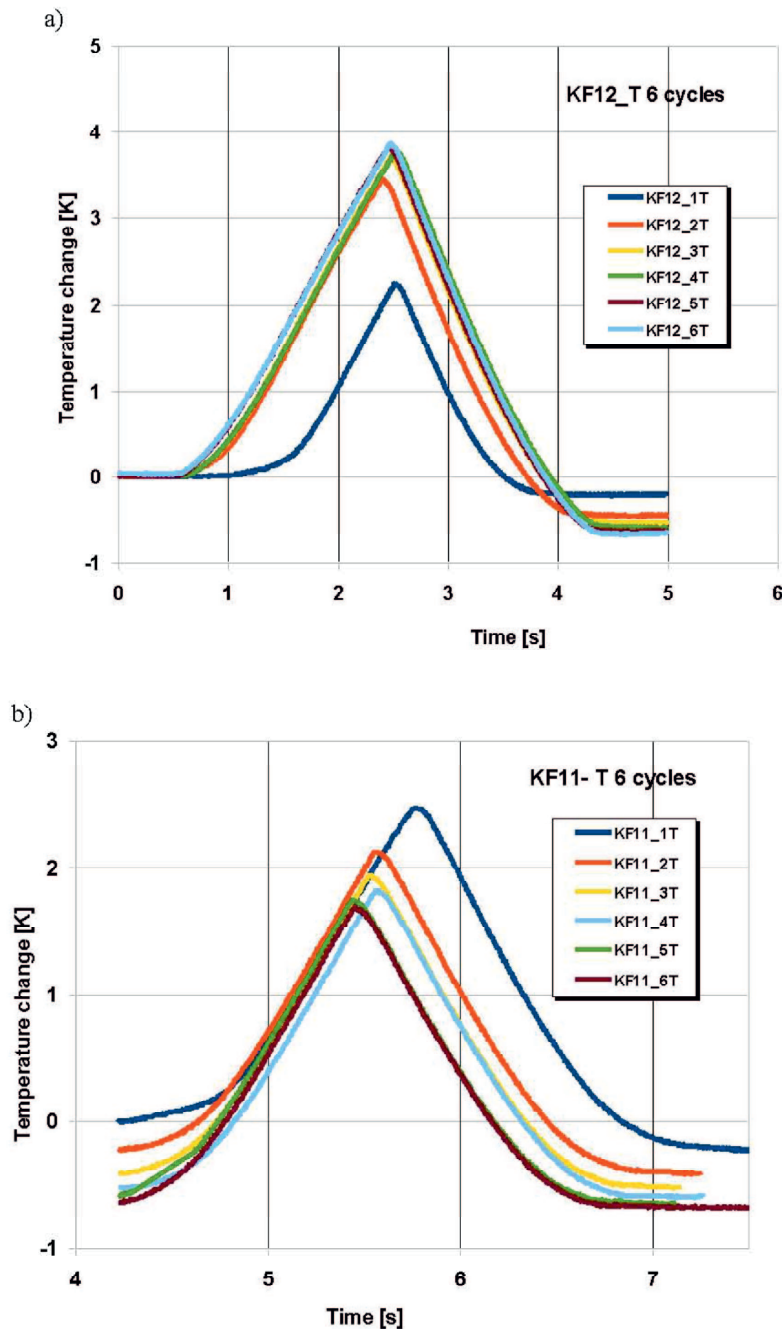 a)
5
4
3
2
1
0
-1
Temperature change [K]
KF12_T 6 cycles
KF12_1T
KF12_2T
KF12_3T
KF12_4T
KF12_5T
KF12_6T
0 1 2 3 4 5 6
Time [s]
b)
3
2
1
0
-1
Temperature change [K]
KF11- T 6 cycles
KF11_1T
KF11_2T
KF11_3T
KF11_4T
KF11_5T
KF11_6T
4 5 6 7
Time [s]